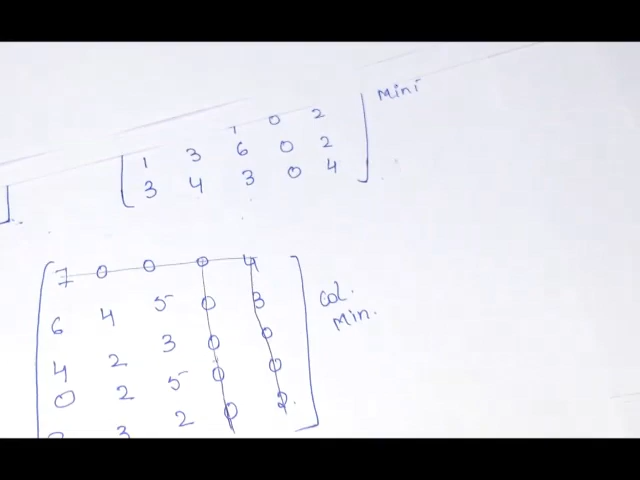 0 2 Mini
1 3 6 0 2
3 4 3 0 4
7 0 0 0 4
6 4 5 0 3 col.
4 2 3 0 0 Min.
0 2 5 0 0
3 2 0 2